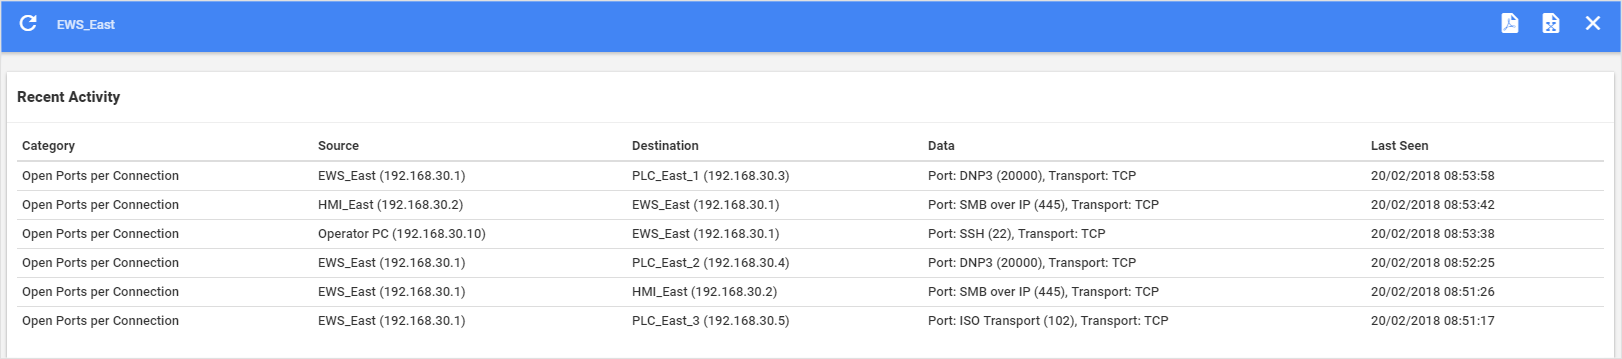 EWS_East
Recent Activity
Category Source Destination Data Last Seen
Open Ports per Connection EWS_East (192.168.30.1) PLC_East_1 (192.168.30.3) Port: DNP3 (20000), Transport: TCP 20/02/2018 08:53:58
Open Ports per Connection HMI_East (192.168.30.2) EWS_East (192.168.30.1) Port: SMB over IP (445), Transport: TCP 20/02/2018 08:53:42
Open Ports per Connection Operator PC (192.168.30.10) EWS_East (192.168.30.1) Port: SSH (22), Transport: TCP 20/02/2018 08:53:38
Open Ports per Connection EWS_East (192.168.30.1) PLC_East_2 (192.168.30.4) Port: DNP3 (20000), Transport: TCP 20/02/2018 08:52:25
Open Ports per Connection EWS_East (192.168.30.1) HMI_East (192.168.30.2) Port: SMB over IP (445), Transport: TCP 20/02/2018 08:51:26
Open Ports per Connection EWS_East (192.168.30.1) PLC_East_3 (192.168.30.5) Port: ISO Transport (102), Transport: TCP 20/02/2018 08:51:17